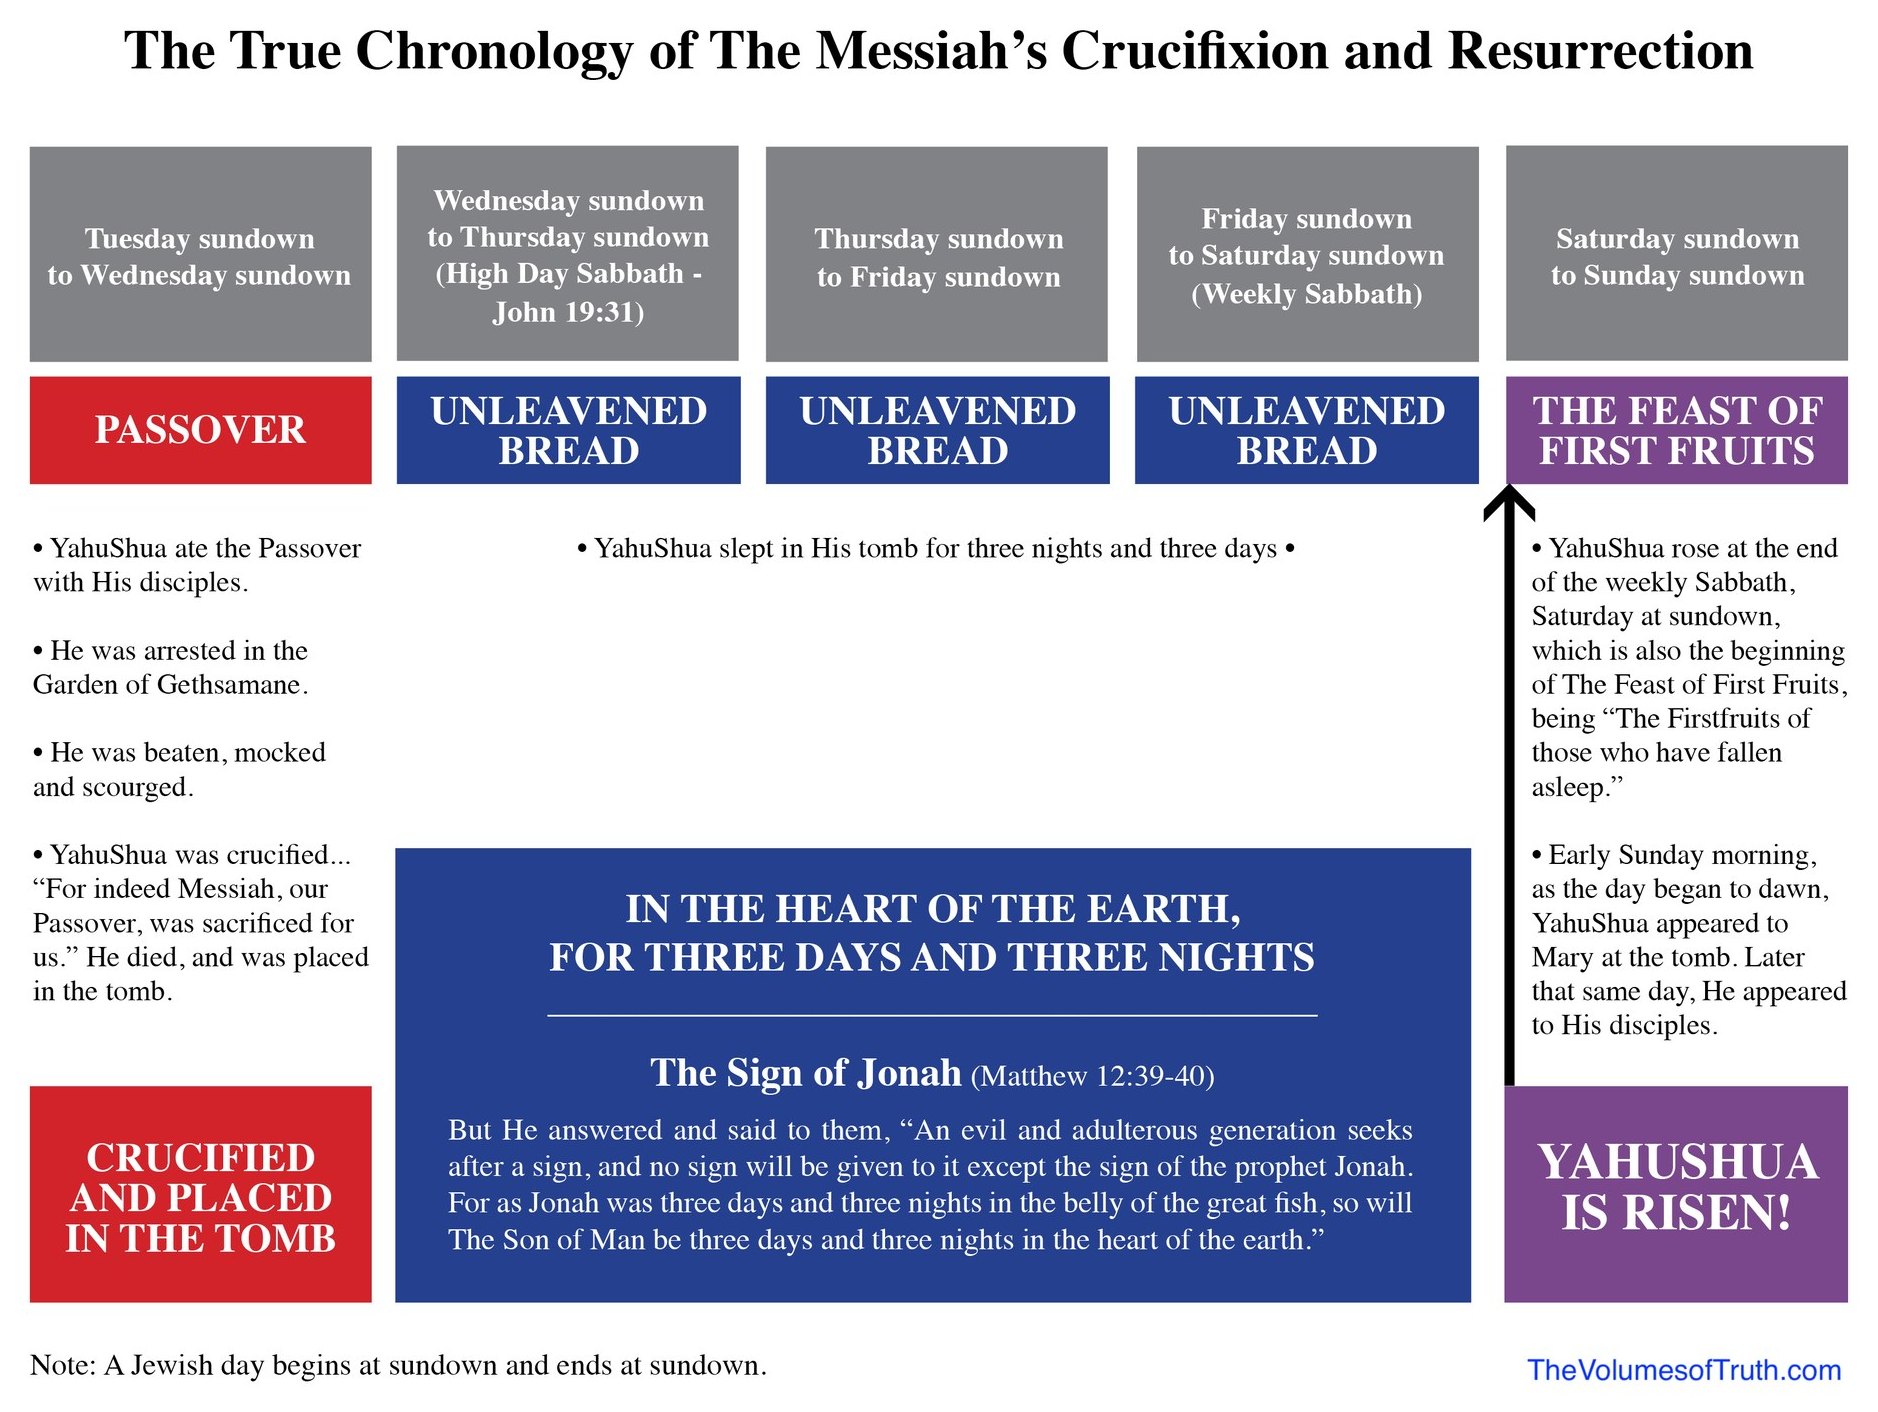 The True Chronology of The Messiah’s Crucifixion and Resurrection
Tuesday sundown
to Wednesday sundown
Wednesday sundown
to Thursday sundown
(High Day Sabbath -
John 19:31)
Thursday sundown
to Friday sundown
Friday sundown
to Saturday sundown
(Weekly Sabbath)
Saturday sundown
to Sunday sundown
PASSOVER
UNLEAVENED
BREAD
UNLEAVENED
BREAD
UNLEAVENED
BREAD
THE FEAST OF
FIRST FRUITS
• YahuShua ate the Passover
with His disciples.
• He was arrested in the
Garden of Gethsamane.
• He was beaten, mocked
and scourged.
• YahuShua was crucified...
“For indeed Messiah, our
Passover, was sacrificed for
us.” He died, and was placed
in the tomb.
CRUCIFIED
AND PLACED
IN THE TOMB
• YahuShua slept in His tomb for three nights and three days •
IN THE HEART OF THE EARTH,
FOR THREE DAYS AND THREE NIGHTS
The Sign of Jonah (Matthew 12:39-40)
But He answered and said to them, “An evil and adulterous generation seeks
after a sign, and no sign will be given to it except the sign of the prophet Jonah.
For as Jonah was three days and three nights in the belly of the great fish, so will
The Son of Man be three days and three nights in the heart of the earth.”
• YahuShua rose at the end
of the weekly Sabbath,
Saturday at sundown,
which is also the beginning
of The Feast of First Fruits,
being “The Firstfruits of
those who have fallen
asleep.”
• Early Sunday morning,
as the day began to dawn,
YahuShua appeared to
Mary at the tomb. Later
that same day, He appeared
to His disciples.
YAHUSHUA
IS RISEN!
Note: A Jewish day begins at sundown and ends at sundown.
TheVolumesofTruth.com